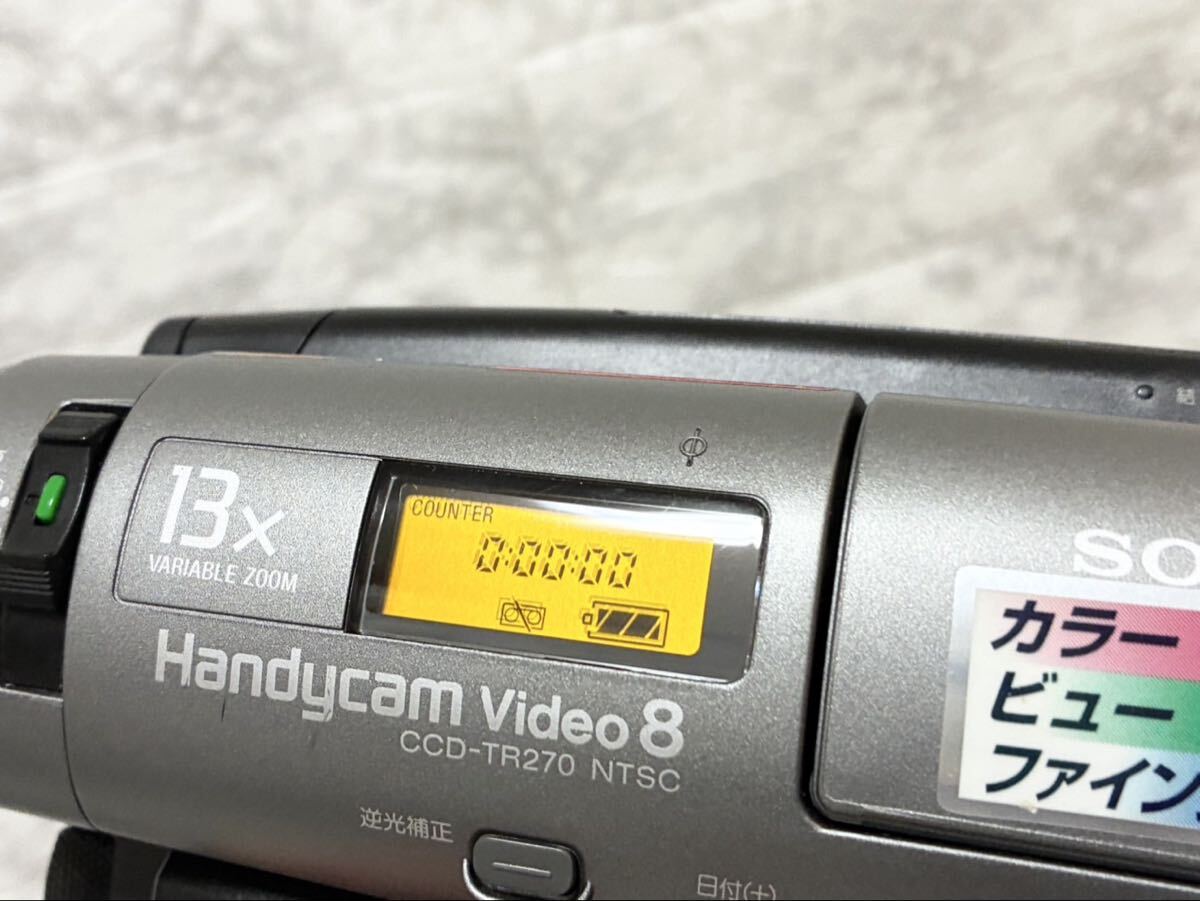 13x
VARIABLE ZOOM
COUNTER
0:00:00
Handycam Video 8
CCD-TR270 NTSC
逆光補正
日付(+)
SO
カラー
ビュー
ファイン